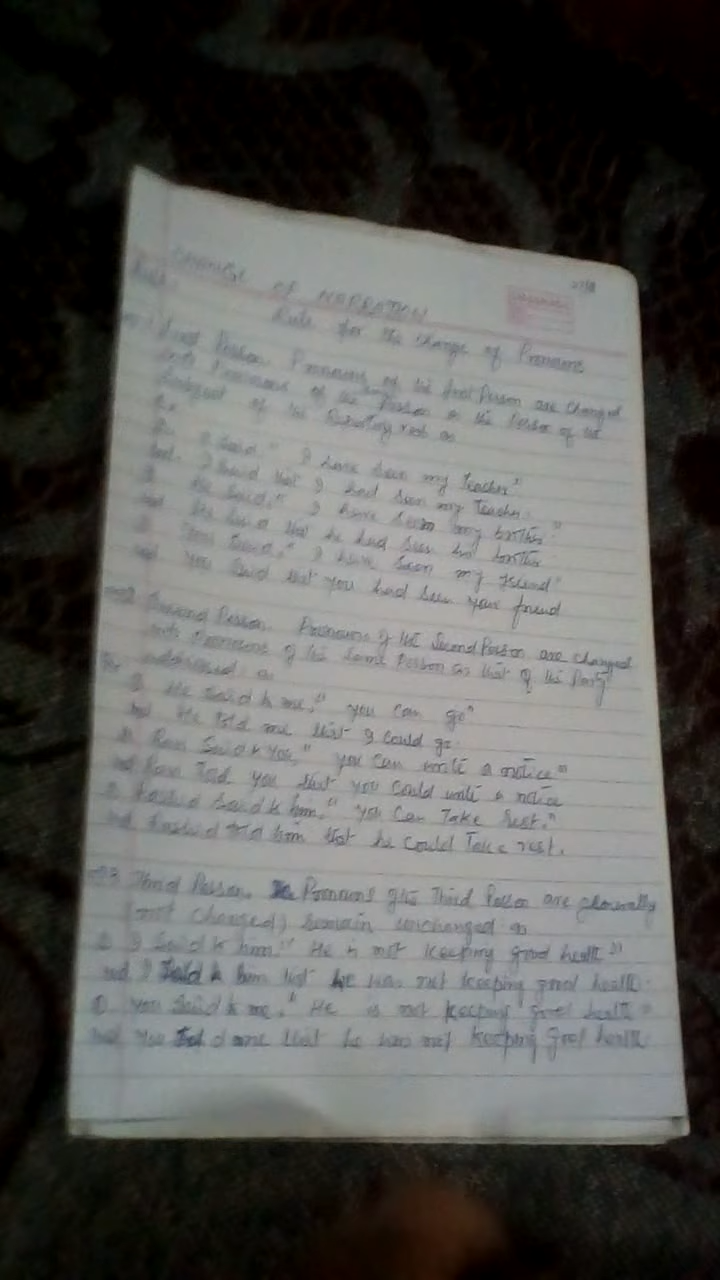 CHANGE OF NARRATION
Rule for the Change of Pronouns
First Person. Pronouns of the first Person are changed
into Pronouns of the Person of the
Subject of the Reporting verb as
I said, " I have seen my Teacher"
I said that I had seen my Teacher.
He said, " I have seen my brother "
He said that he had seen his brother
You said, " I have seen my friend"
You said that you had seen your friend
Second Person. Pronouns of the Second Person are changed
into Pronouns of the same Person as that of the Party
addressed as
He said to me, " you can go"
He told me that I could go.
Ram said to you, " you can write a notice"
Ram Told you that you could write a notice
said to him, " you can Take Rest."
told him that he could Take rest.
Third Person. Pronouns of the Third Person are generally
(not changed) remain unchanged as
I said to him " He is not keeping good health "
I told him that he was not keeping good health.
you said to me, " He is not keeping good health "
you told me that he was not keeping good health